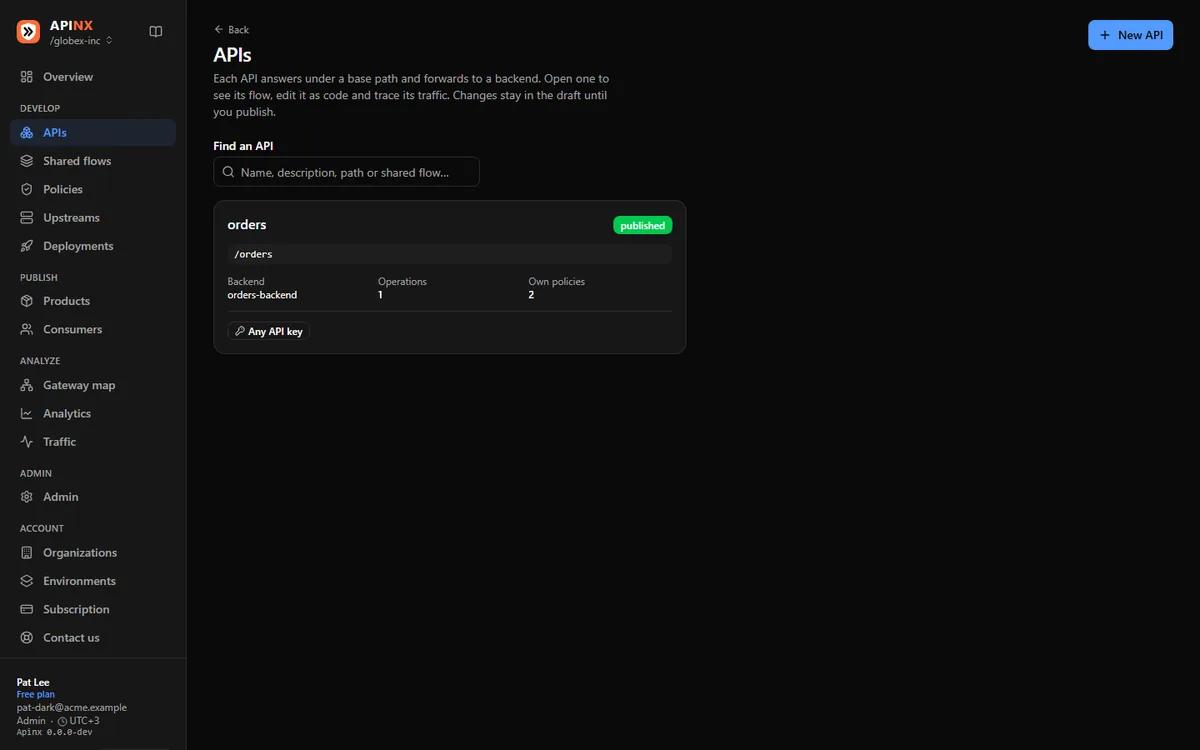 APINX
/globex-inc
Overview
DEVELOP
APIs
Shared flows
Policies
Upstreams
Deployments
PUBLISH
Products
Consumers
ANALYZE
Gateway map
Analytics
Traffic
ADMIN
Admin
ACCOUNT
Organizations
Environments
Subscription
Contact us
Pat Lee
Free plan
pat-dark@acme.example
Admin · UTC+3
Apinx 0.0.0-dev
Back
APIs
Each API answers under a base path and forwards to a backend. Open one to
see its flow, edit it as code and trace its traffic. Changes stay in the draft until
you publish.
New API
Find an API
Name, description, path or shared flow...
orders
published
/orders
Backend Operations Own policies
orders-backend 1 2
Any API key